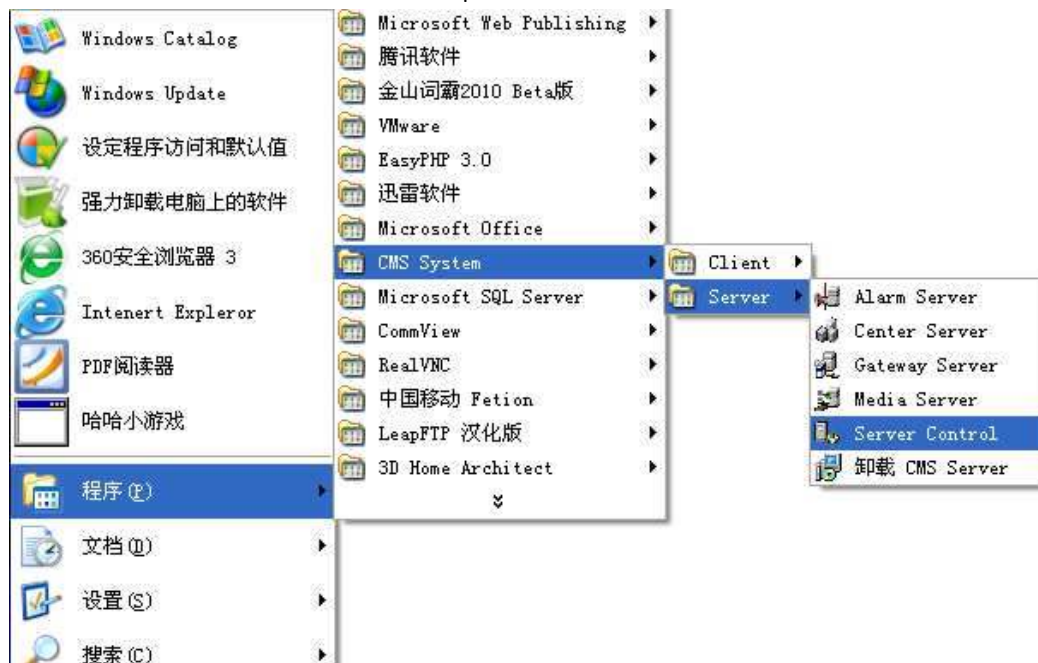 Windows Catalog
Windows Update
设定程序访问和默认值
强力卸载电脑上的软件
360安全浏览器 3
Intenert Expleror
PDF阅读器
哈哈小游戏
程序(P)
文档(D)
设置(S)
搜索(C)
Microsoft Web Publishing
腾讯软件
金山词霸2010 Beta版
VMware
EasyPHP 3.0
迅雷软件
Microsoft Office
CMS System
Microsoft SQL Server
CommView
RealVNC
中国移动 Fetion
LeapFTP 汉化版
3D Home Architect
Client
Server
Alarm Server
Center Server
Gateway Server
Media Server
Server Control
卸载 CMS Server